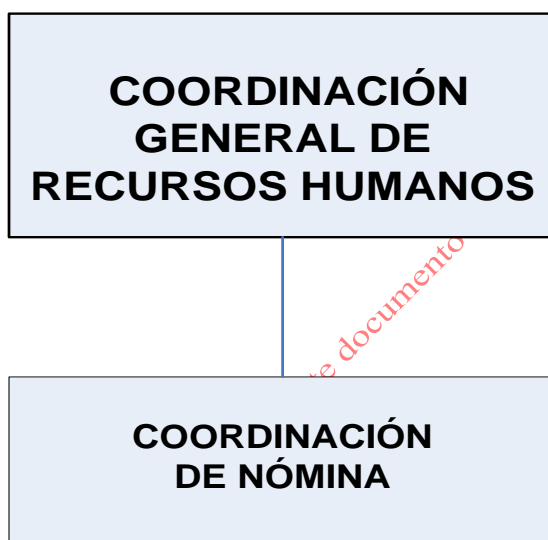 COORDINACIÓN
GENERAL DE
RECURSOS HUMANOS
documento
COORDINACIÓN
DE NÓMINA